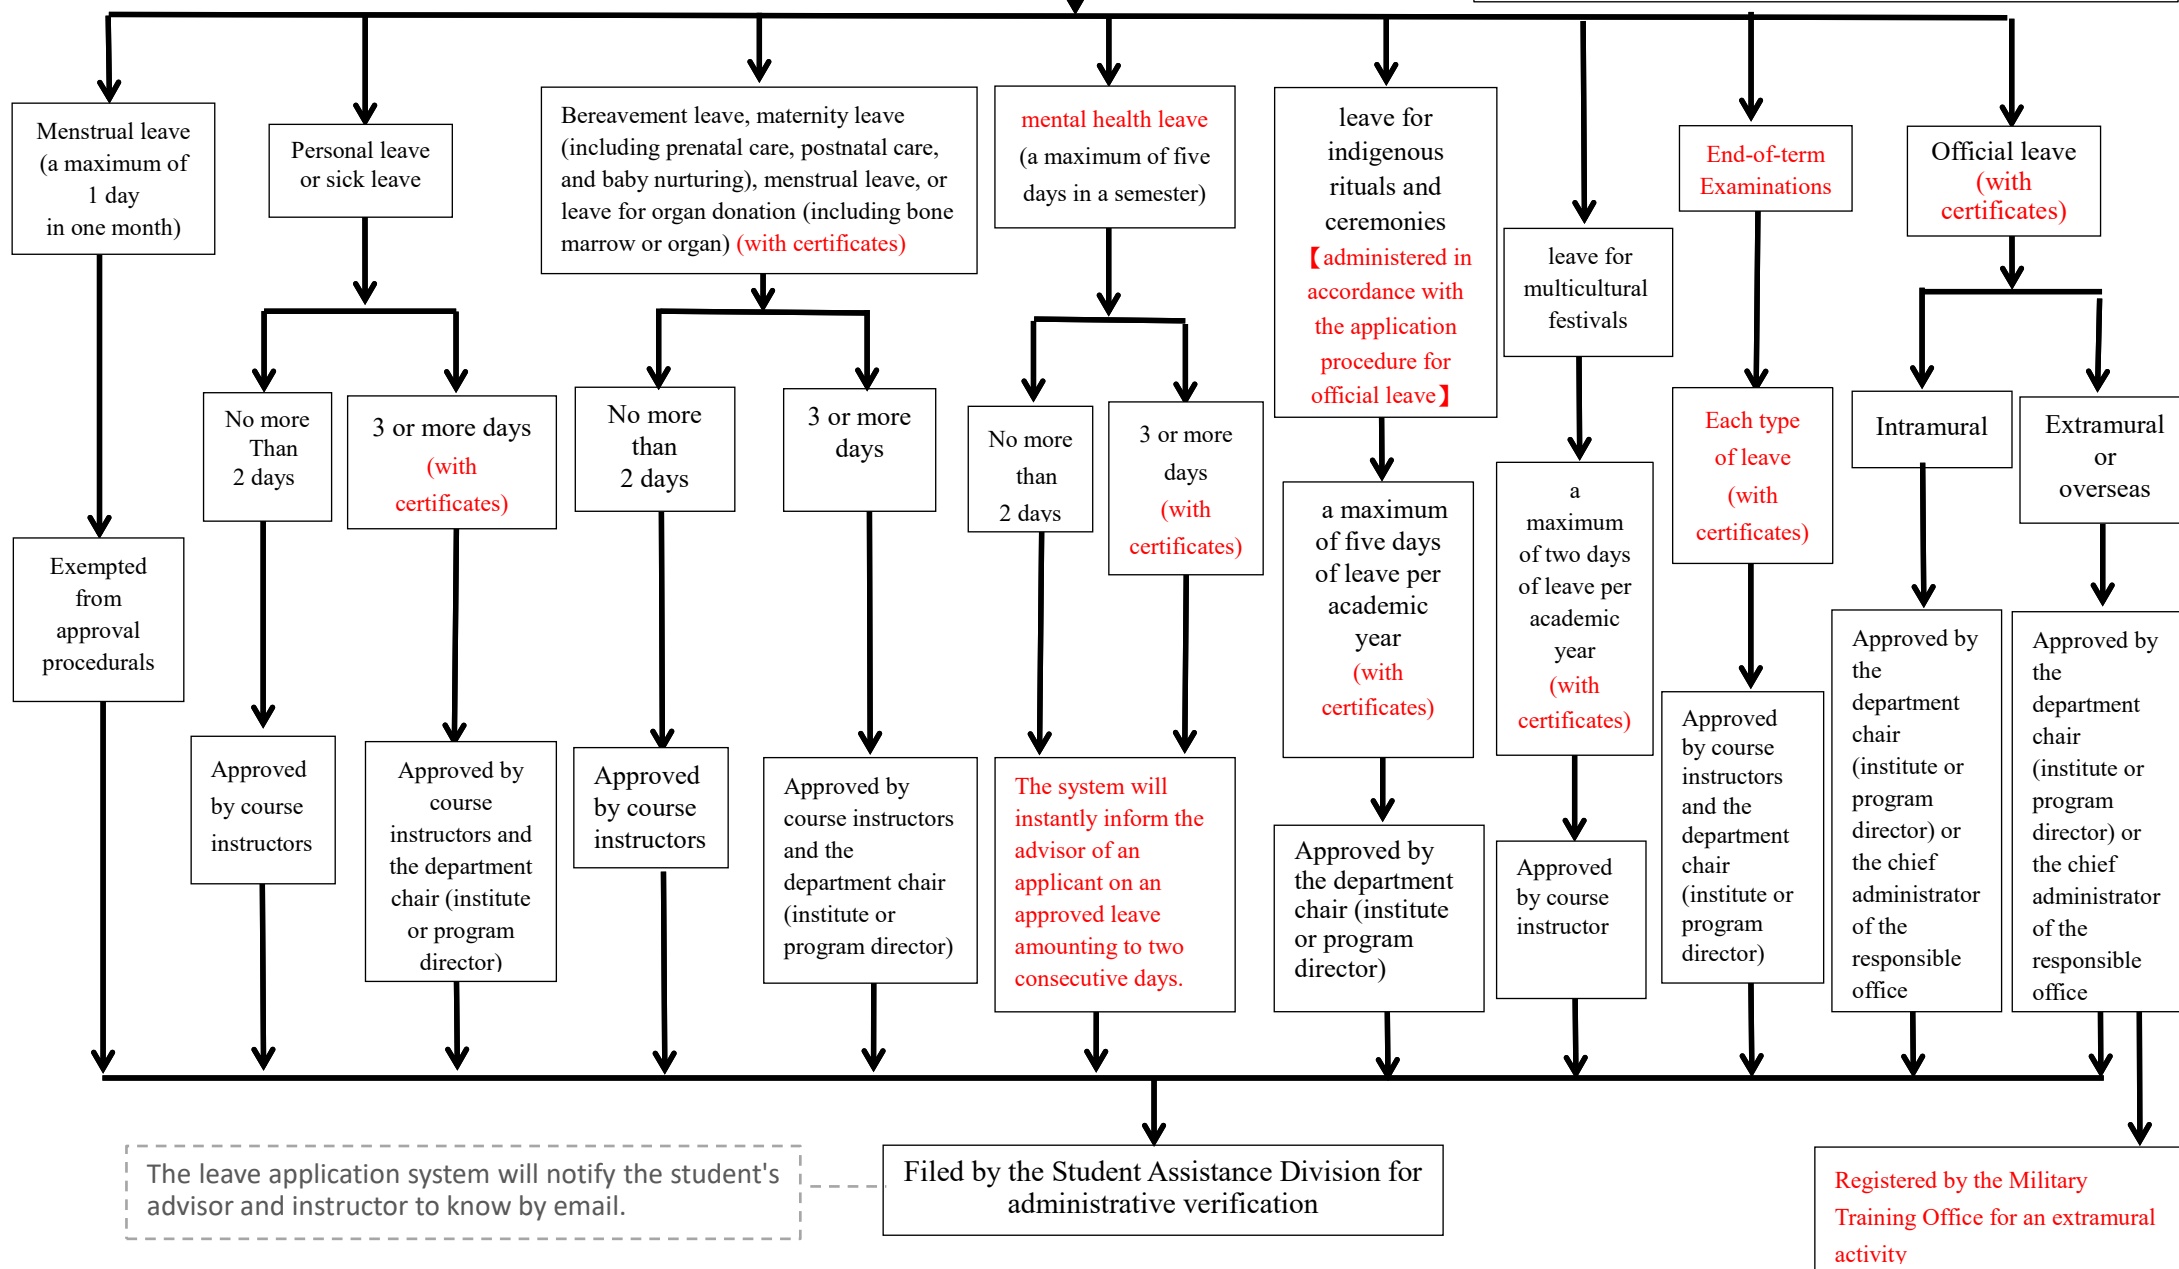 Menstrual leave
(a maximum of
1 day
in one month)
Personal leave
or sick leave
Bereavement leave, maternity leave
(including prenatal care, postnatal care,
and baby nurturing), menstrual leave, or
leave for organ donation (including bone
marrow or organ) (with certificates)
mental health leave
(a maximum of five
days in a semester)
leave for
indigenous
rituals and
ceremonies
【administered in
accordance with
the application
procedure for
official leave】
leave for
multicultural
festivals
End-of-term
Examinations
Official leave
(with
certificates)
No more
Than
2 days
3 or more days
(with
certificates)
No more
than
2 days
3 or more
days
No more
than
2 days
3 or more
days
(with
certificates)
a maximum
of five days
of leave per
academic
year
(with
certificates)
a
maximum
of two days
of leave per
academic
year
(with
certificates)
Each type
of leave
(with
certificates)
Intramural
Extramural
or
overseas
Exempted
from
approval
procedurals
Approved
by course
instructors
Approved by
course
instructors and
the department
chair (institute
or program
director)
Approved
by course
instructors
Approved by
course instructors
and the
department chair
(institute or
program director)
The system will
instantly inform the
advisor of an
applicant on an
approved leave
amounting to two
consecutive days.
Approved by
the department
chair (institute
or program
director)
Approved
by course
instructor
Approved
by course
instructors
and the
department
chair
(institute or
program
director)
Approved by
the
department
chair
(institute or
program
director) or
the chief
administrator
of the
responsible
office
Approved by
the
department
chair
(institute or
program
director) or
the chief
administrator
of the
responsible
office
The leave application system will notify the student's
advisor and instructor to know by email.
Filed by the Student Assistance Division for
administrative verification
Registered by the Military
Training Office for an extramural
activity